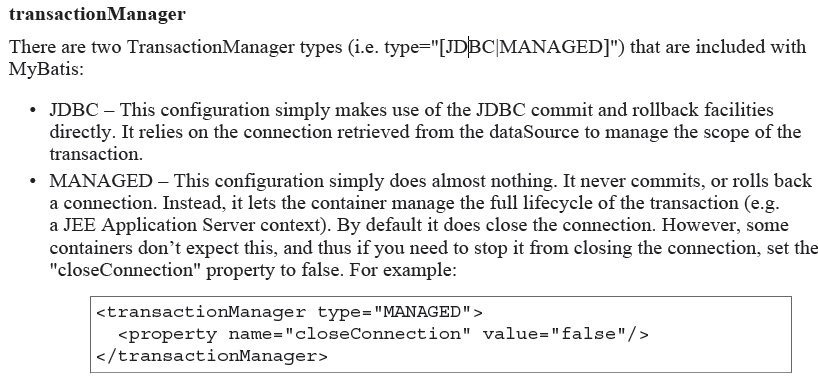 transactionManager
There are two TransactionManager types (i.e. type="[JDBC|MANAGED]") that are included with
MyBatis:
• JDBC – This configuration simply makes use of the JDBC commit and rollback facilities
directly. It relies on the connection retrieved from the dataSource to manage the scope of the
transaction.
• MANAGED – This configuration simply does almost nothing. It never commits, or rolls back
a connection. Instead, it lets the container manage the full lifecycle of the transaction (e.g.
a JEE Application Server context). By default it does close the connection. However, some
containers don’t expect this, and thus if you need to stop it from closing the connection, set the
"closeConnection" property to false. For example:
<transactionManager type="MANAGED">
  <property name="closeConnection" value="false"/>
</transactionManager>